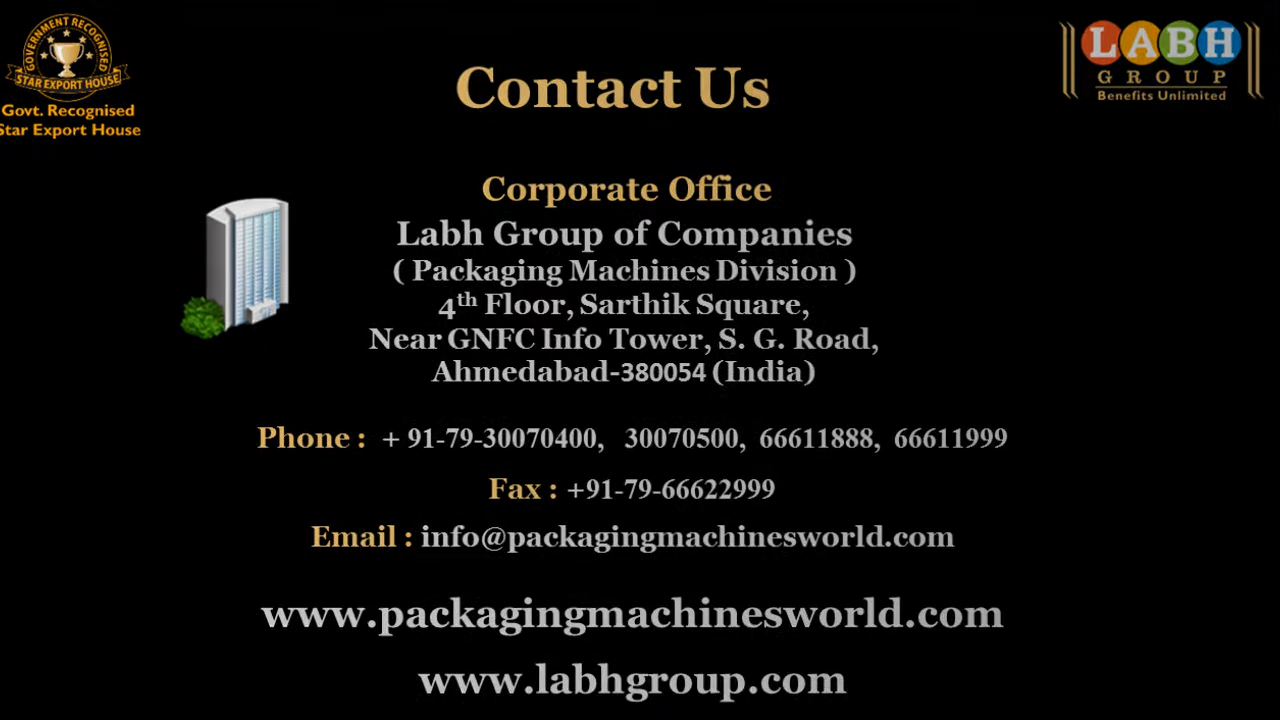 GOVERNMENT RECOGNISED
STAR EXPORT HOUSE
Govt. Recognised
Star Export House
LABH
GROUP
Benefits Unlimited
Contact Us
Corporate Office
Labh Group of Companies
( Packaging Machines Division )
4th Floor, Sarthik Square,
Near GNFC Info Tower, S. G. Road,
Ahmedabad-380054 (India)
Phone : + 91-79-30070400, 30070500, 66611888, 66611999
Fax : +91-79-66622999
Email : info@packagingmachinesworld.com
www.packagingmachinesworld.com
www.labhgroup.com